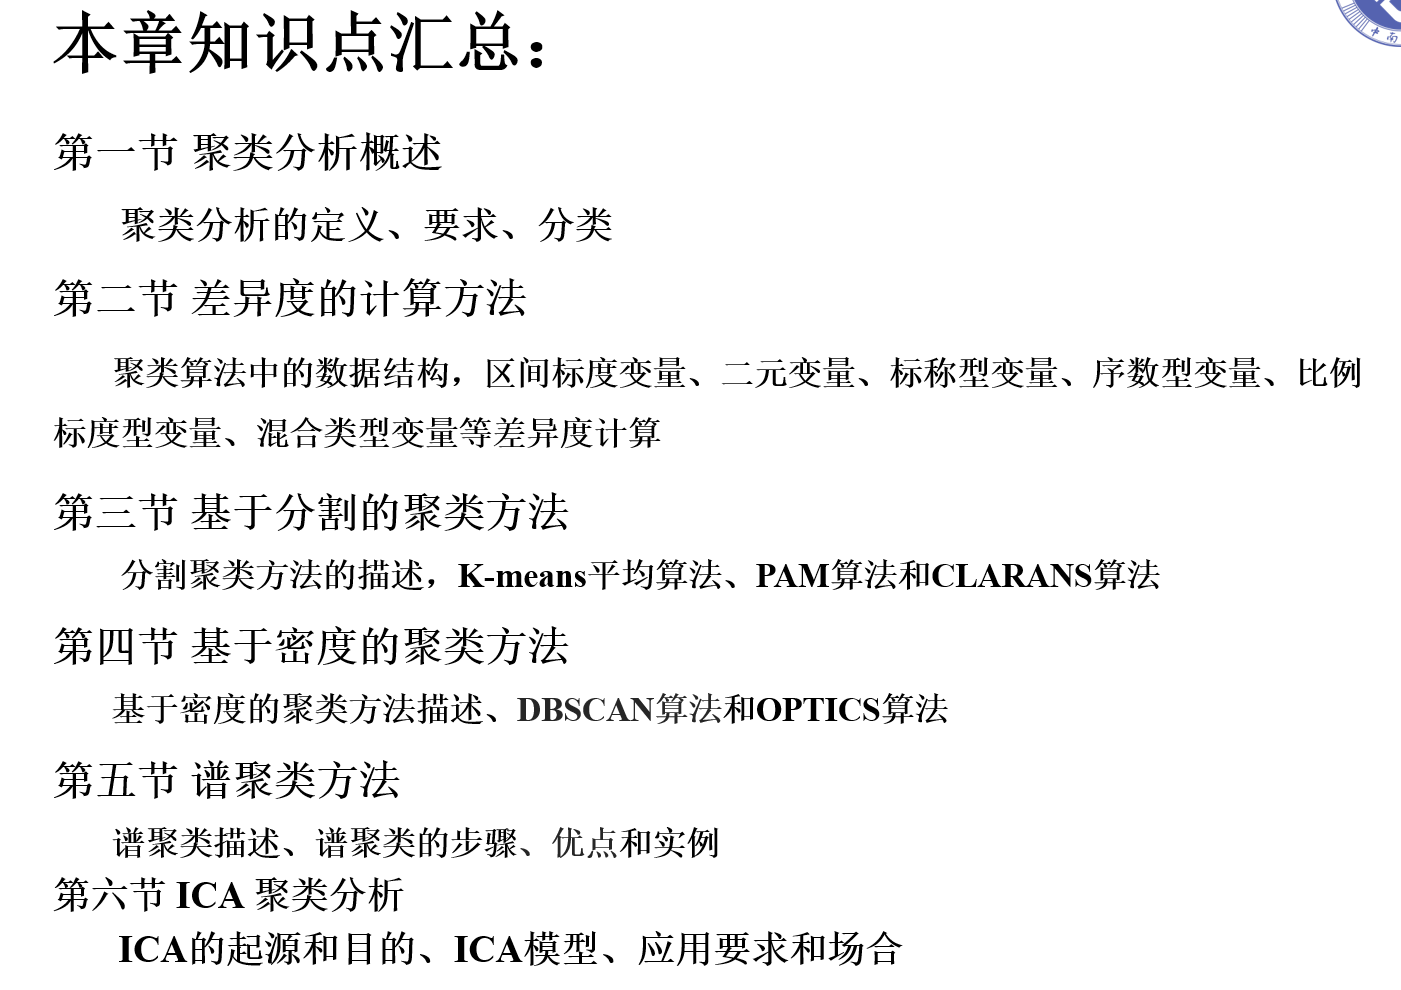 本章知识点汇总：
中南
第一节 聚类分析概述
聚类分析的定义、要求、分类
第二节 差异度的计算方法
聚类算法中的数据结构，区间标度变量、二元变量、标称型变量、序数型变量、比例
标度型变量、混合类型变量等差异度计算
第三节 基于分割的聚类方法
分割聚类方法的描述，K-means平均算法、PAM算法和CLARANS算法
第四节 基于密度的聚类方法
基于密度的聚类方法描述、DBSCAN算法和OPTICS算法
第五节 谱聚类方法
谱聚类描述、谱聚类的步骤、优点和实例
第六节 ICA 聚类分析
ICA的起源和目的、ICA模型、应用要求和场合